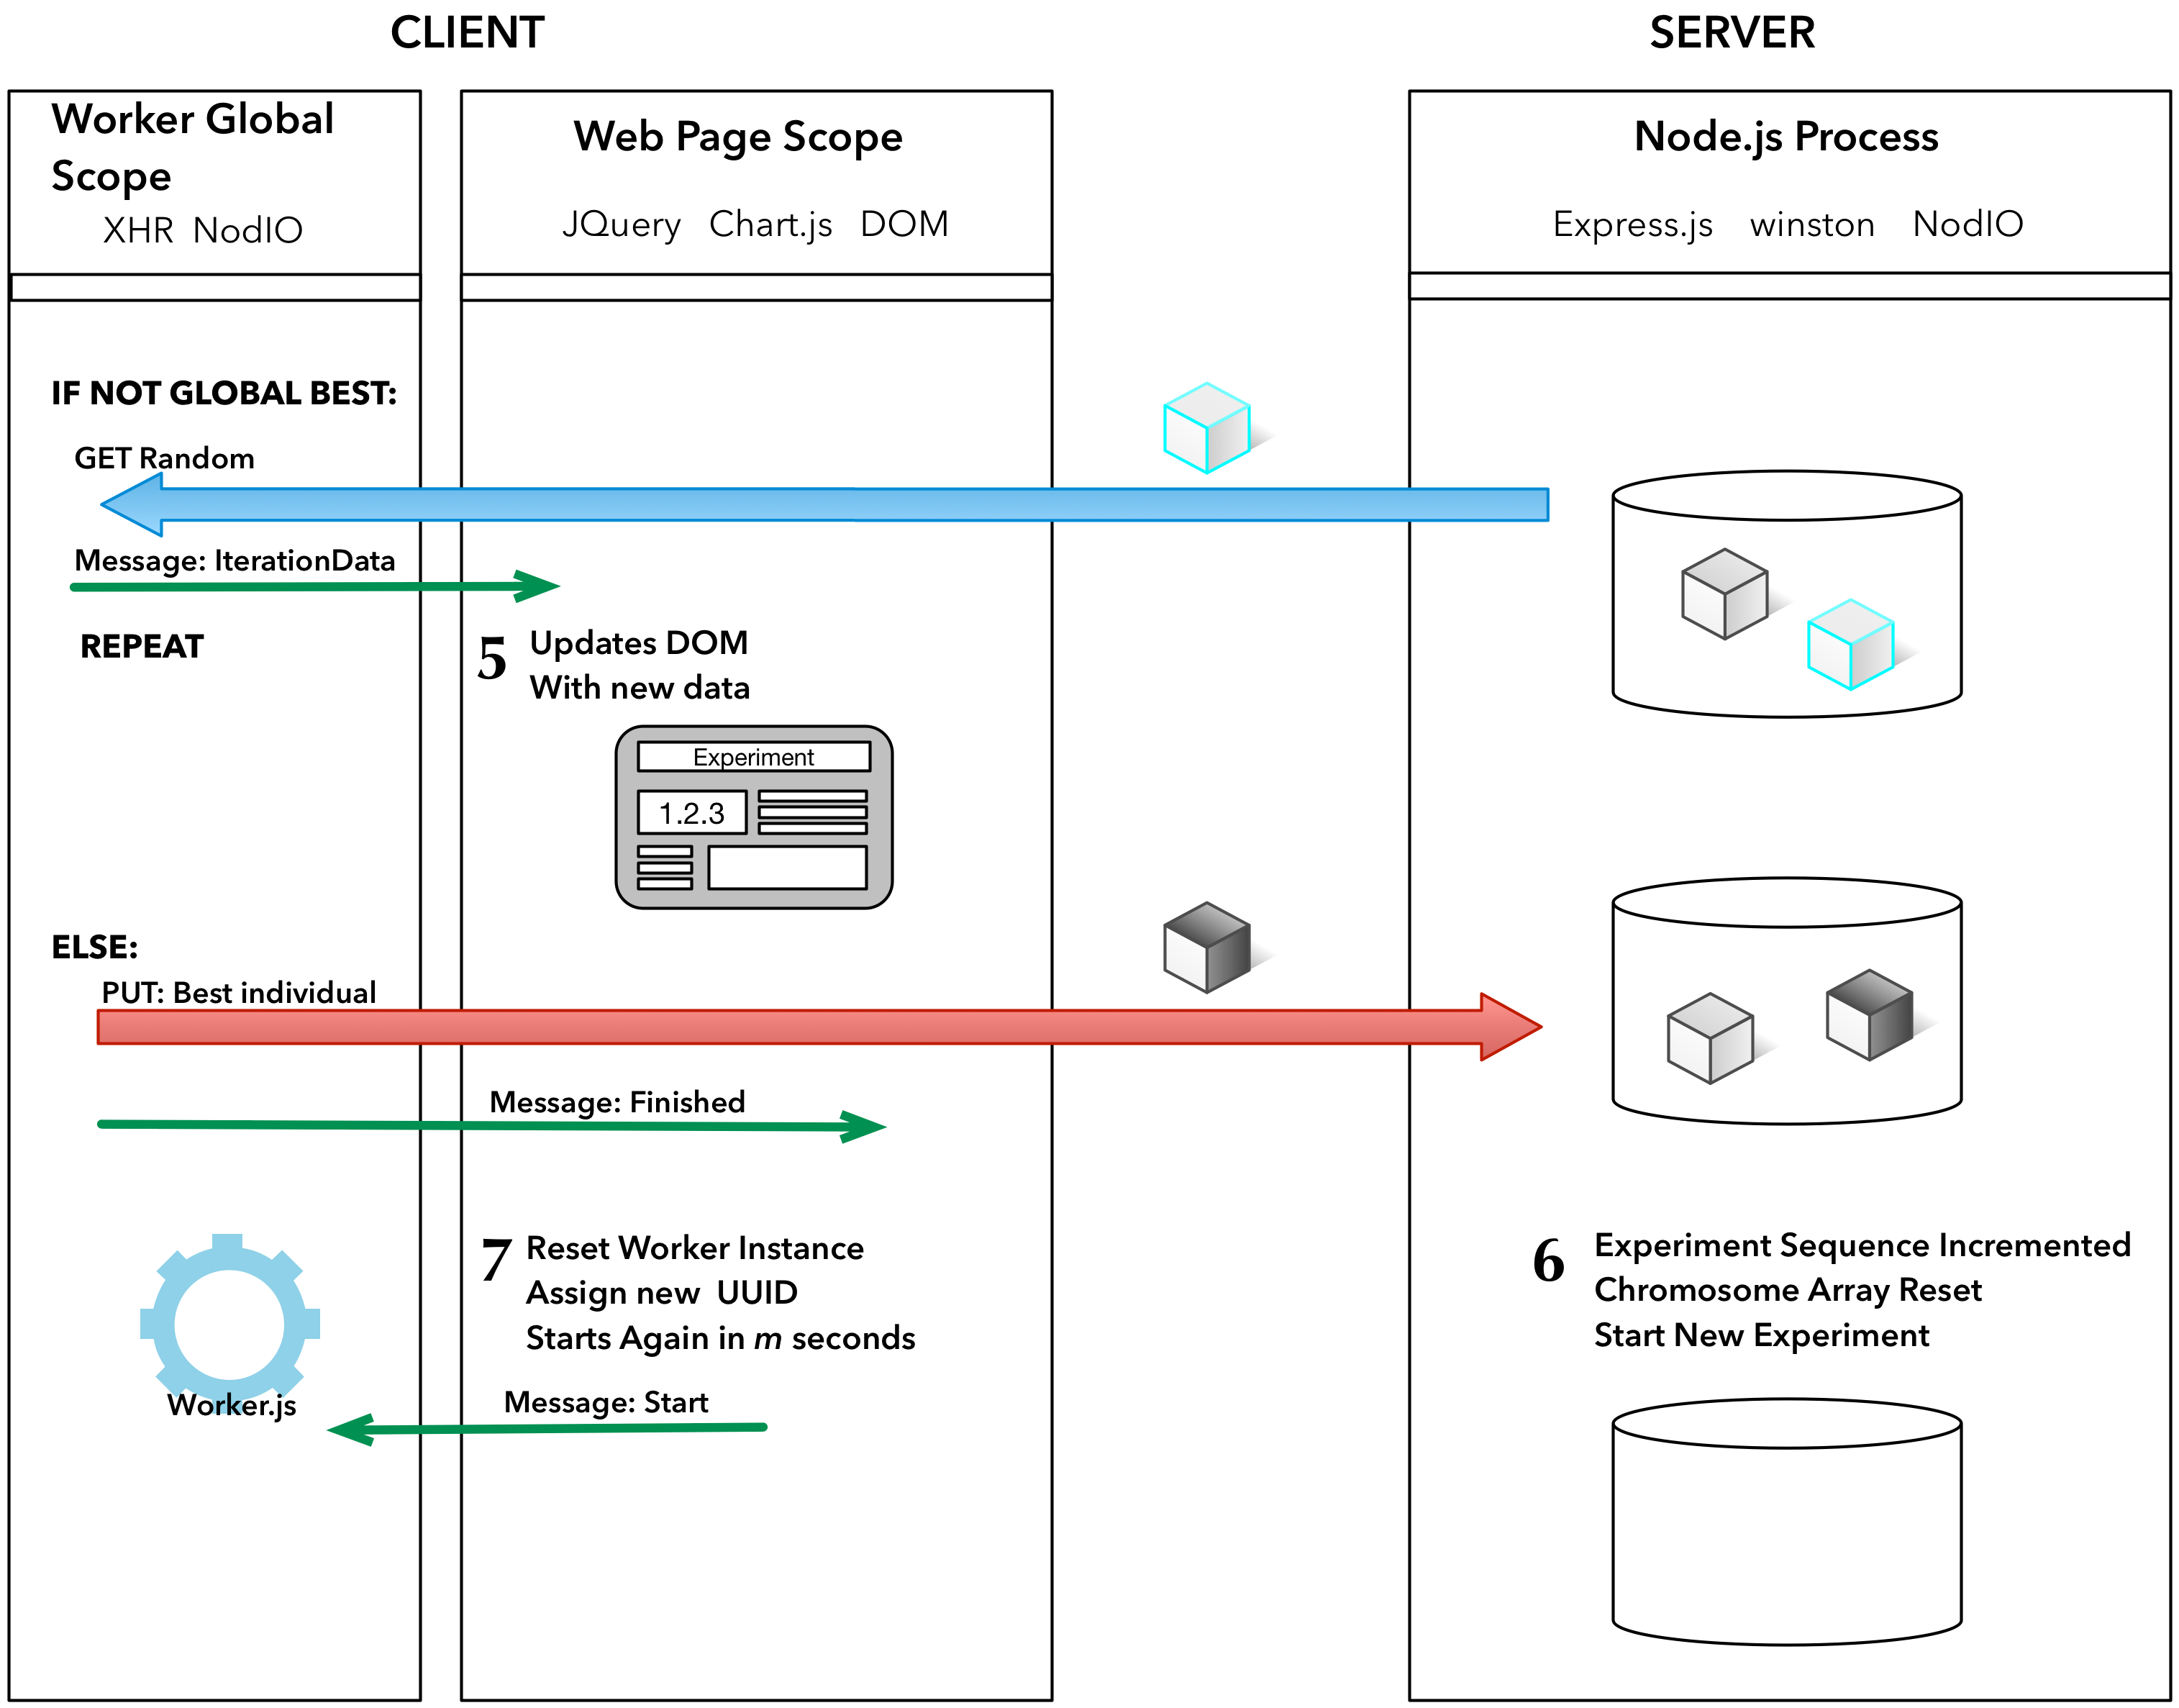 CLIENT
SERVER
Worker Global
Scope
XHR NodIO
Web Page Scope
JQuery Chart.js DOM
Node.js Process
Express.js winston NodIO
IF NOT GLOBAL BEST:
GET Random
Message: IterationData
REPEAT
5 Updates DOM
With new data
Experiment
1.2.3
ELSE:
PUT: Best individual
Message: Finished
7 Reset Worker Instance
Assign new UUID
Starts Again in m seconds
6 Experiment Sequence Incremented
Chromosome Array Reset
Start New Experiment
Worker.js
Message: Start